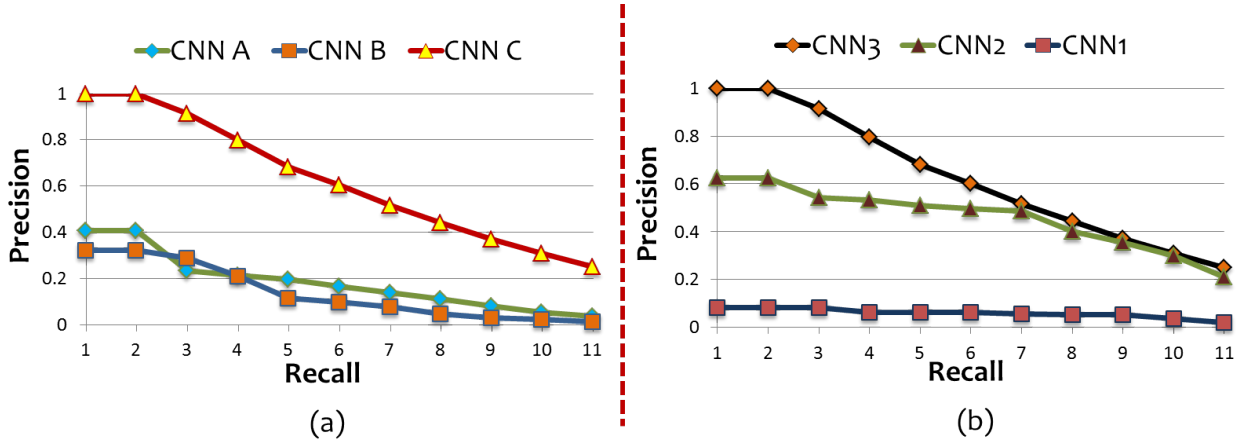 CNN A CNN B CNN C
Precision
1
0.8
0.6
0.4
0.2
0
1 2 3 4 5 6 7 8 9 10 11
Recall
(a)
CNN3 CNN2 CNN1
Precision
1
0.8
0.6
0.4
0.2
0
1 2 3 4 5 6 7 8 9 10 11
Recall
(b)